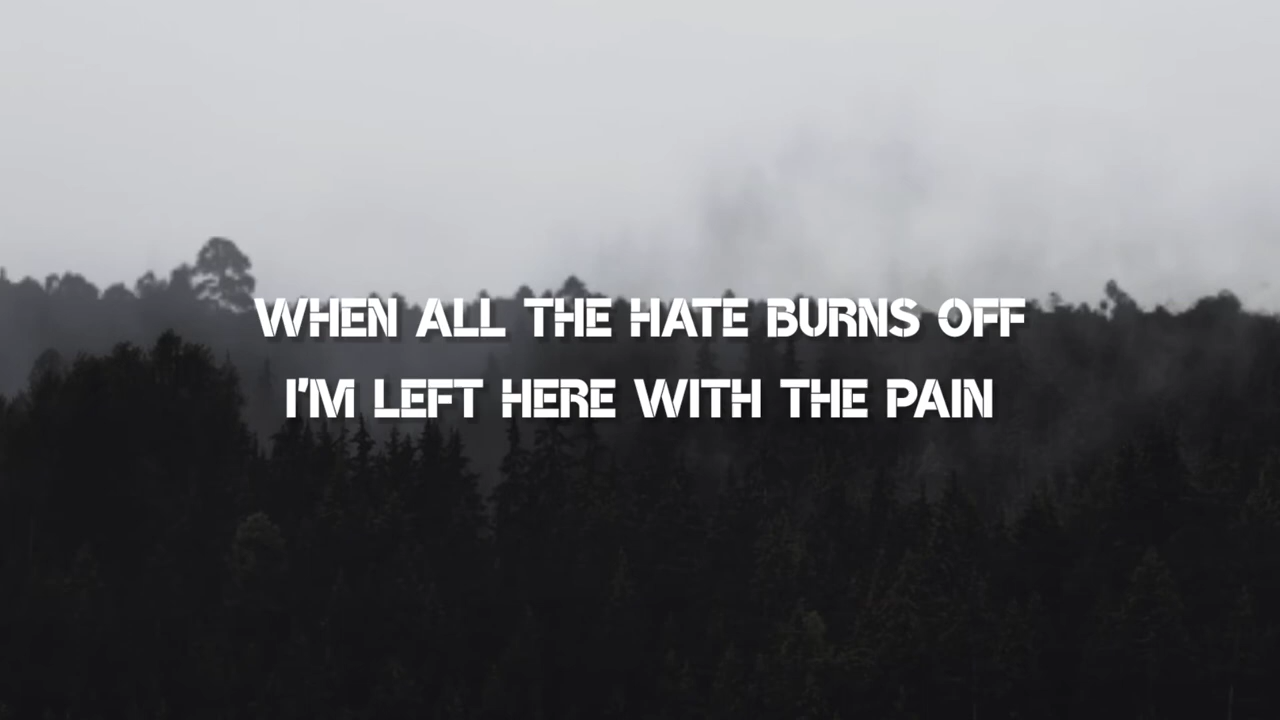 WHEN ALL THE HATE BURNS OFF
I'M LEFT HERE WITH THE PAIN